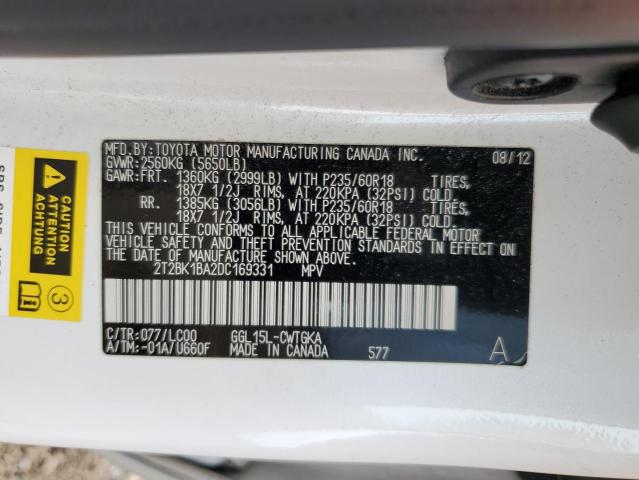 MFD.BY:TOYOTA MOTOR MANUFACTURING CANADA INC. 08/12
GVWR:2560KG (5650LB)
GAWR:FRT. 1360KG (2999LB) WITH P235/60R18 TIRES,
18X7 1/2J RIMS, AT 220KPA (32PSI) COLD
RR. 1385KG (3056LB) WITH P235/60R18 TIRES,
18X7 1/2J RIMS, AT 220KPA (32PSI) COLD
THIS VEHICLE CONFORMS TO ALL APPLICABLE FEDERAL MOTOR
VEHICLE SAFETY AND THEFT PREVENTION STANDARDS IN EFFECT ON
THE DATE OF MANUFACTURE SHOWN ABOVE.
2T2BK1BA2DC169331 MPV
C/TR:077/LC00 GGL15L-CWTGKA
A/TM:-01A/U660F MADE IN CANADA 577
A
CAUTION
ATTENTION
ACHTUNG
3
SRS SIDE